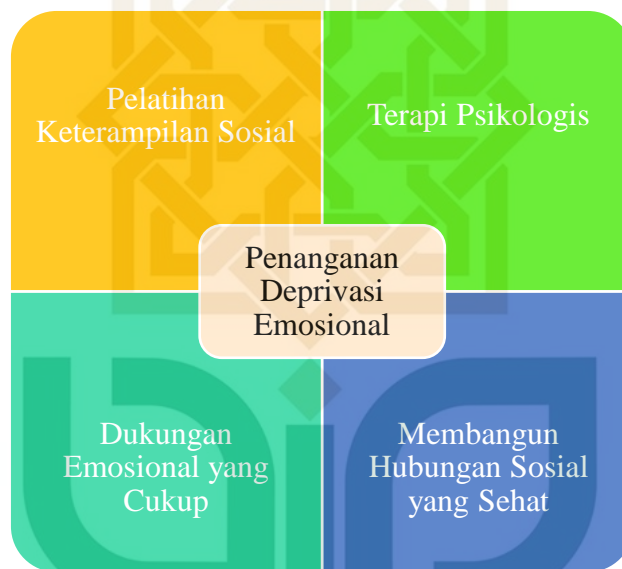 Pelatihan
Keterampilan Sosial
Terapi Psikologis
Penanganan
Deprivasi
Emosional
Dukungan
Emosional yang
Cukup
Membangun
Hubungan Sosial
yang Sehat